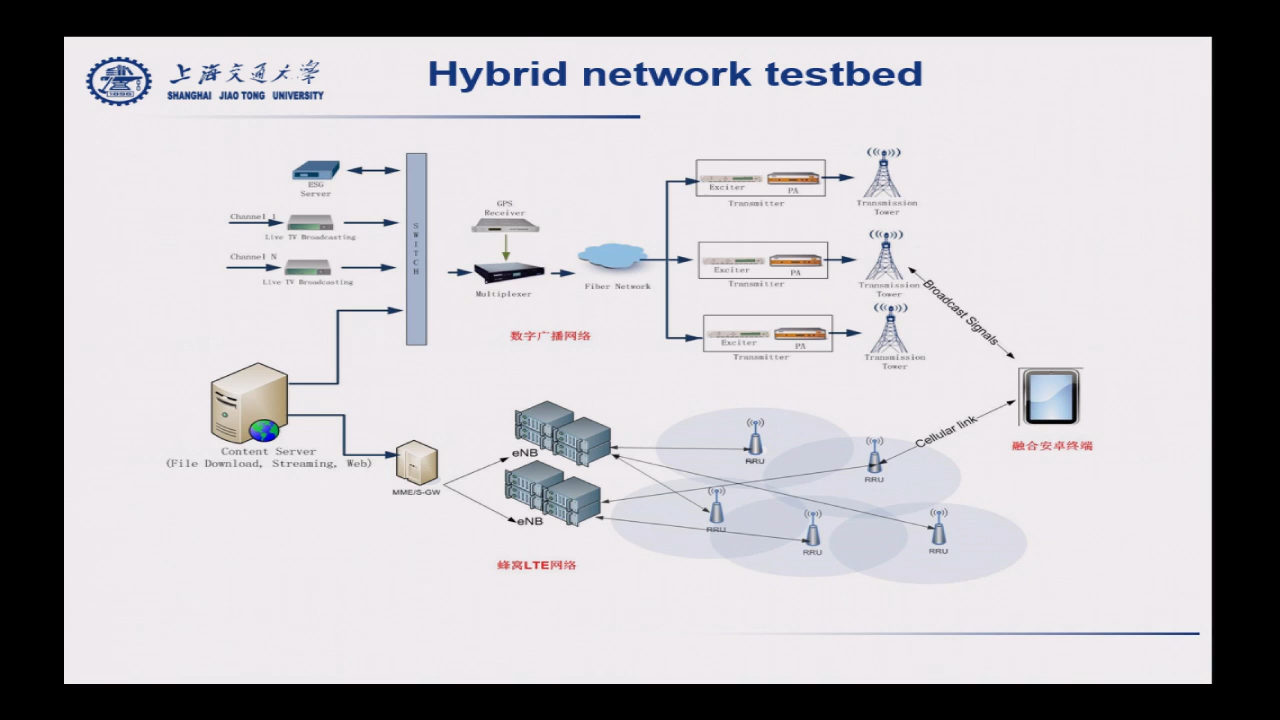 上海交通大学
SHANGHAI JIAO TONG UNIVERSITY
Hybrid network testbed
ESG
Server
Channel 1
Live TV Broadcasting
Channel N
Live TV Broadcasting
SWITCH
GPS
Receiver
Multiplexer
Fiber Network
数字广播网络
Exciter
PA
Transmitter
Transmission
Tower
Exciter
PA
Transmitter
Transmission
Tower
Exciter
PA
Transmitter
Transmission
Tower
Broadcast Signals
Content Server
(File Download, Streaming, Web)
MME/S-GW
eNB
eNB
蜂窝LTE网络
RRU
RRU
RRU
RRU
RRU
Cellular link
融合安卓终端